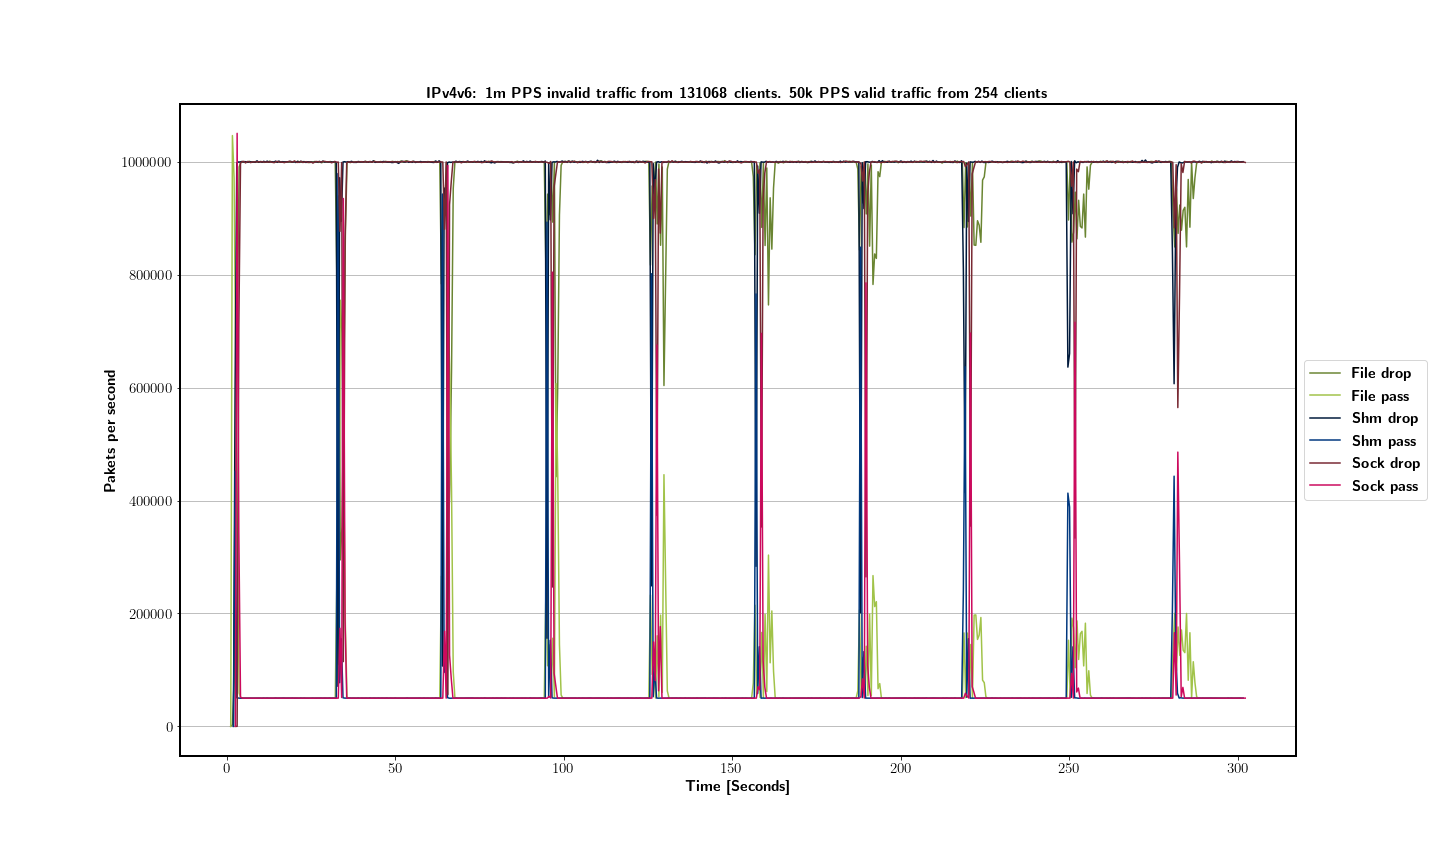 IPv4v6: 1m PPS invalid traffic from 131068 clients. 50k PPS valid traffic from 254 clients
1000000
800000
600000
400000
200000
0
Pakets per second
0 50 100 150 200 250 300
Time [Seconds]
File drop
File pass
Shm drop
Shm pass
Sock drop
Sock pass